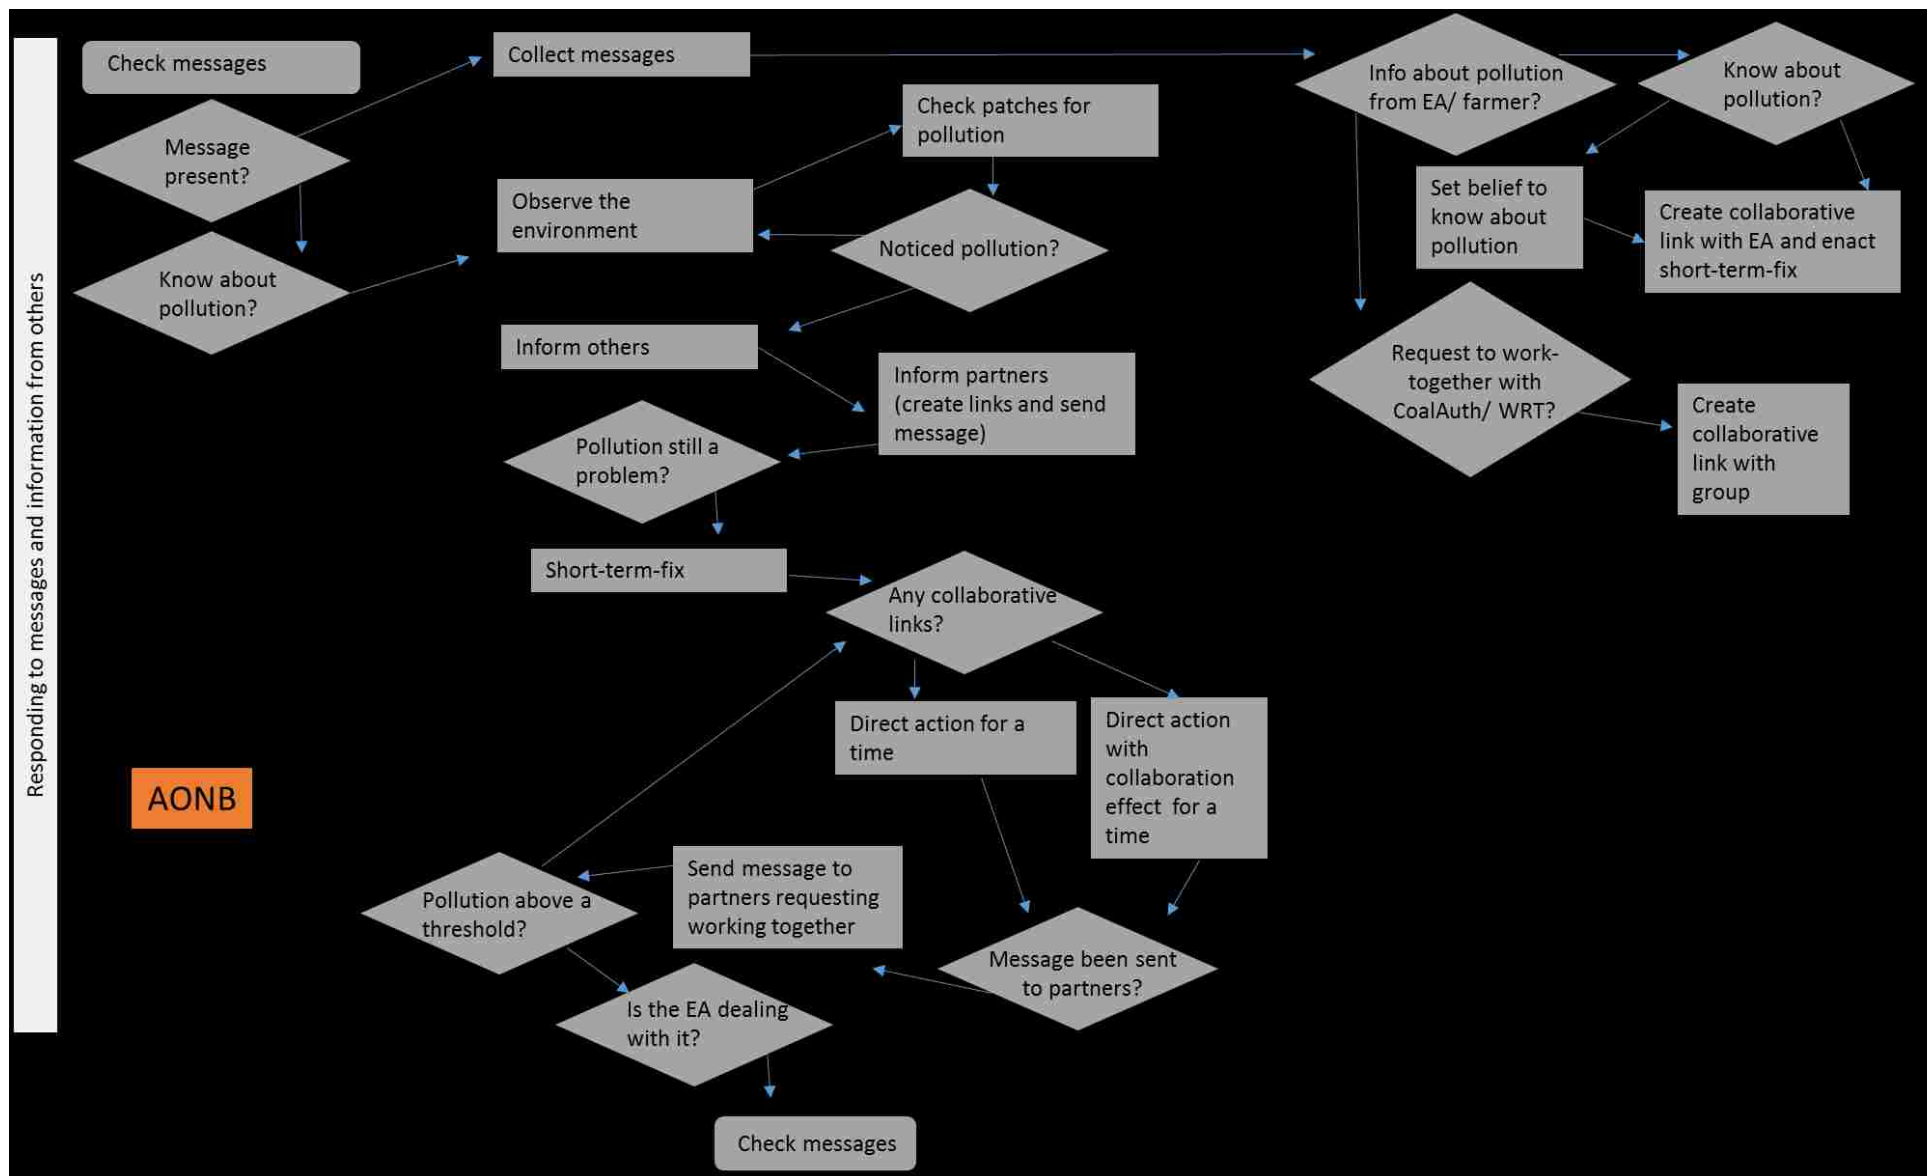 Responding to messages and information from others
Check messages
Message
present?
Know about
pollution?
Collect messages
Observe the
environment
Check patches for
pollution
Noticed pollution?
Inform others
Inform partners
(create links and send
message)
Pollution still a
problem?
Short-term-fix
Any collaborative
links?
Direct action for a
time
Direct action
with
collaboration
effect for a
time
Message been sent
to partners?
Send message to
partners requesting
working together
Pollution above a
threshold?
Is the EA dealing
with it?
Check messages
AONB
Info about pollution
from EA/ farmer?
Know about
pollution?
Set belief to
know about
pollution
Create collaborative
link with EA and enact
short-term-fix
Request to work-
together with
CoalAuth/ WRT?
Create
collaborative
link with
group